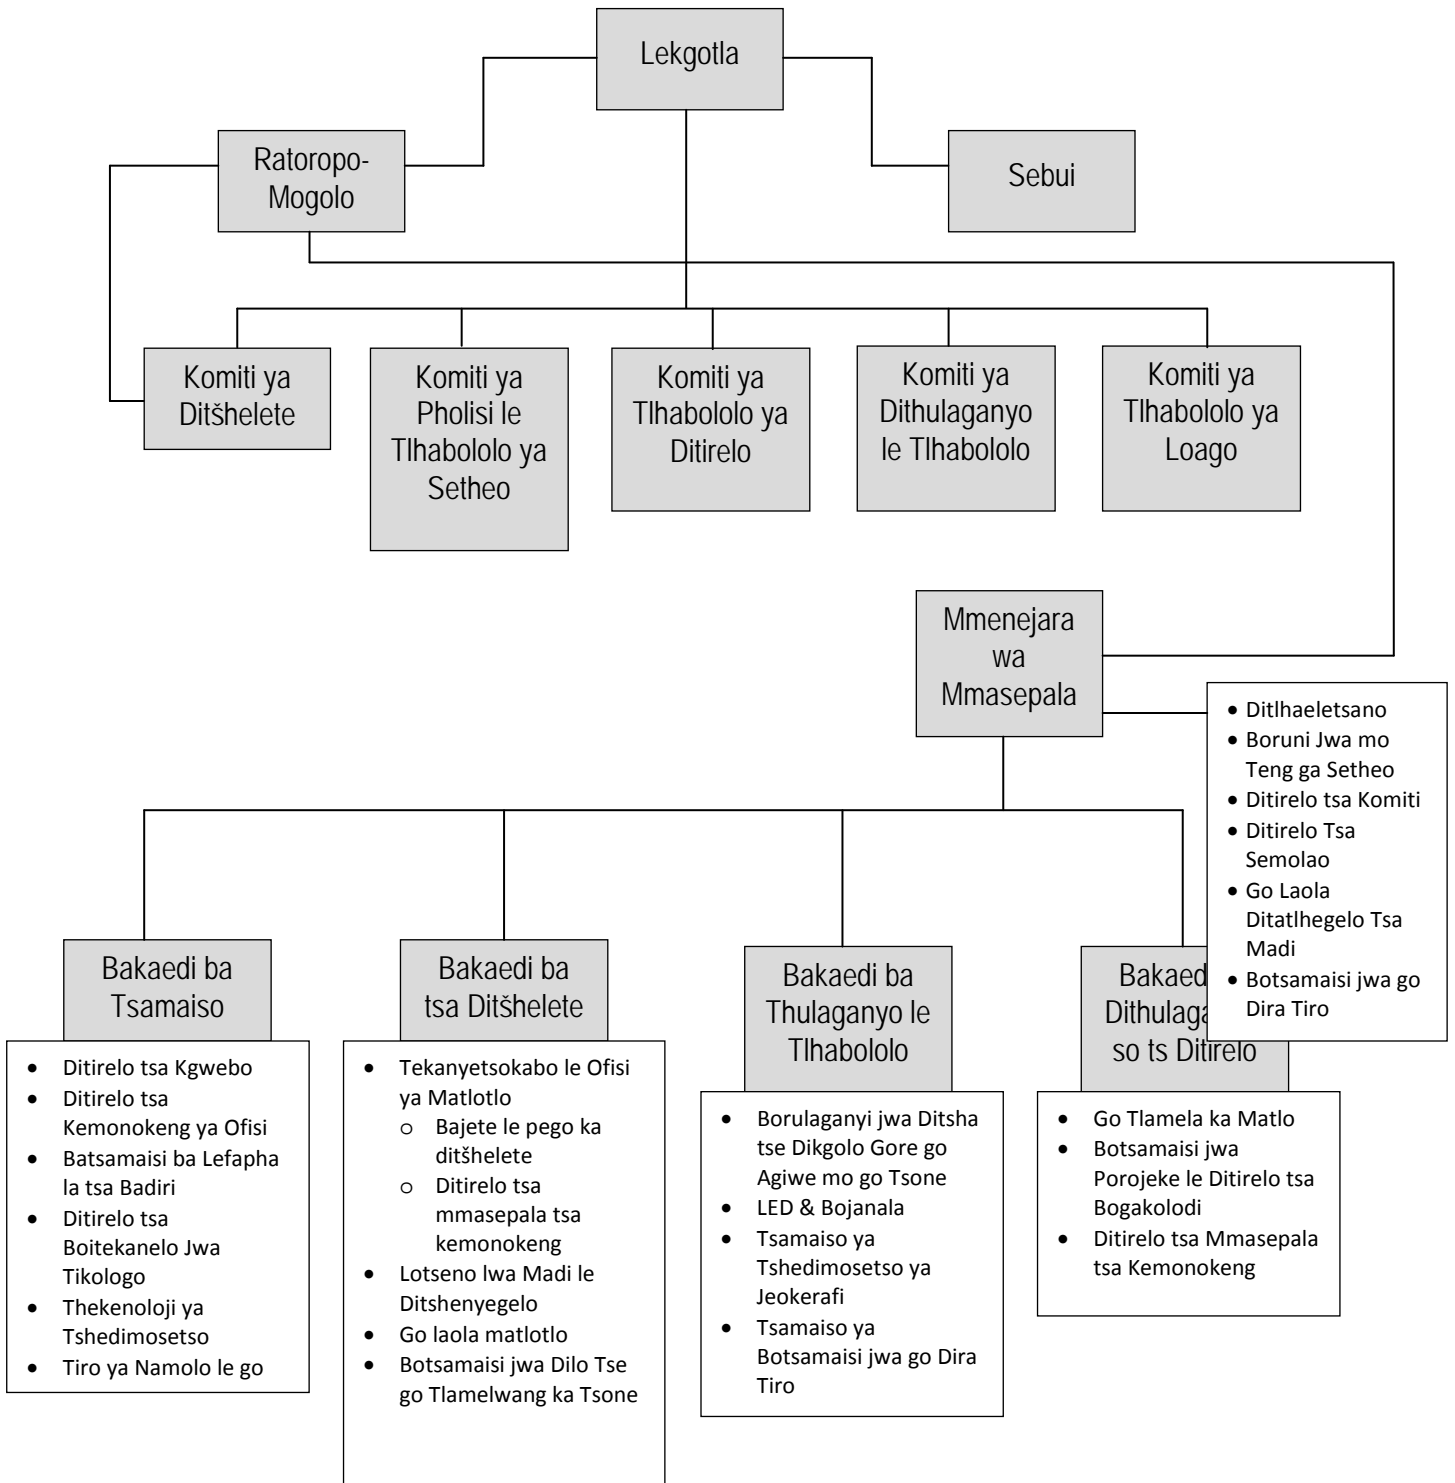 Lekgotla
Ratoropo-
Mogolo
Sebui
Komiti ya
Ditšhelete
Komiti ya
Pholisi le
Tlhabololo ya
Setheo
Komiti ya
Tlhabololo ya
Ditirelo
Komiti ya
Dithulaganyo
le Tlhabololo
Komiti ya
Tlhabololo ya
Loago
Mmenejara
wa
Mmasepala
• Ditlhaeletsano
• Boruni Jwa mo
Teng ga Setheo
• Ditirelo tsa Komiti
• Ditirelo Tsa
Semolao
• Go Laola
Ditatlhegelo Tsa
Madi
• Botsamaisi jwa go
Dira Tiro
Bakaedi ba
Tsamaiso
• Ditirelo tsa Kgwebo
• Ditirelo tsa
Kemonokeng ya Ofisi
• Batsamaisi ba Lefapha
la tsa Badiri
• Ditirelo tsa
Boitekanelo Jwa
Tikologo
• Thekenoloji ya
Tshedimosetso
• Tiro ya Namolo le go
Bakaedi ba
tsa Ditšhelete
• Tekanyetsokabo le Ofisi
ya Matlotlo
o Bajete le pego ka
ditšhelete
o Ditirelo tsa
mmasepala tsa
kemonokeng
• Lotseno lwa Madi le
Ditshenyegelo
• Go laola matlotlo
• Botsamaisi jwa Dilo Tse
go Tlamelwang ka Tsone
Bakaedi ba
Thulaganyo le
Tlhabololo
• Borulaganyi jwa Ditsha
tse Dikgolo Gore go
Agiwe mo go Tsone
• LED & Bojanala
• Tsamaiso ya
Tshedimosetso ya
Jeokerafi
• Tsamaiso ya
Botsamaisi jwa go Dira
Tiro
so ts Ditirelo
• Go Tlamela ka Matlo
• Botsamaisi jwa
Porojeke le Ditirelo tsa
Bogakolodi
• Ditirelo tsa Mmasepala
tsa Kemonokeng